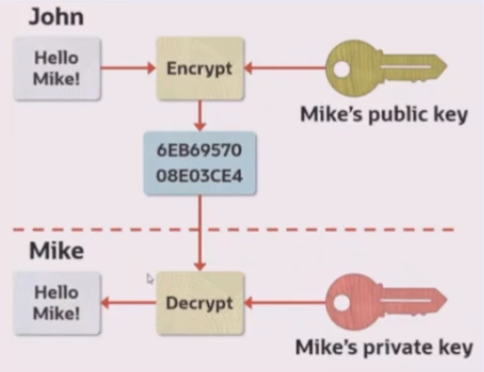 John
Hello
Mike!
Encrypt
Mike's public key
6EB69570
08E03CE4
Mike
Hello
Mike!
Decrypt
Mike's private key